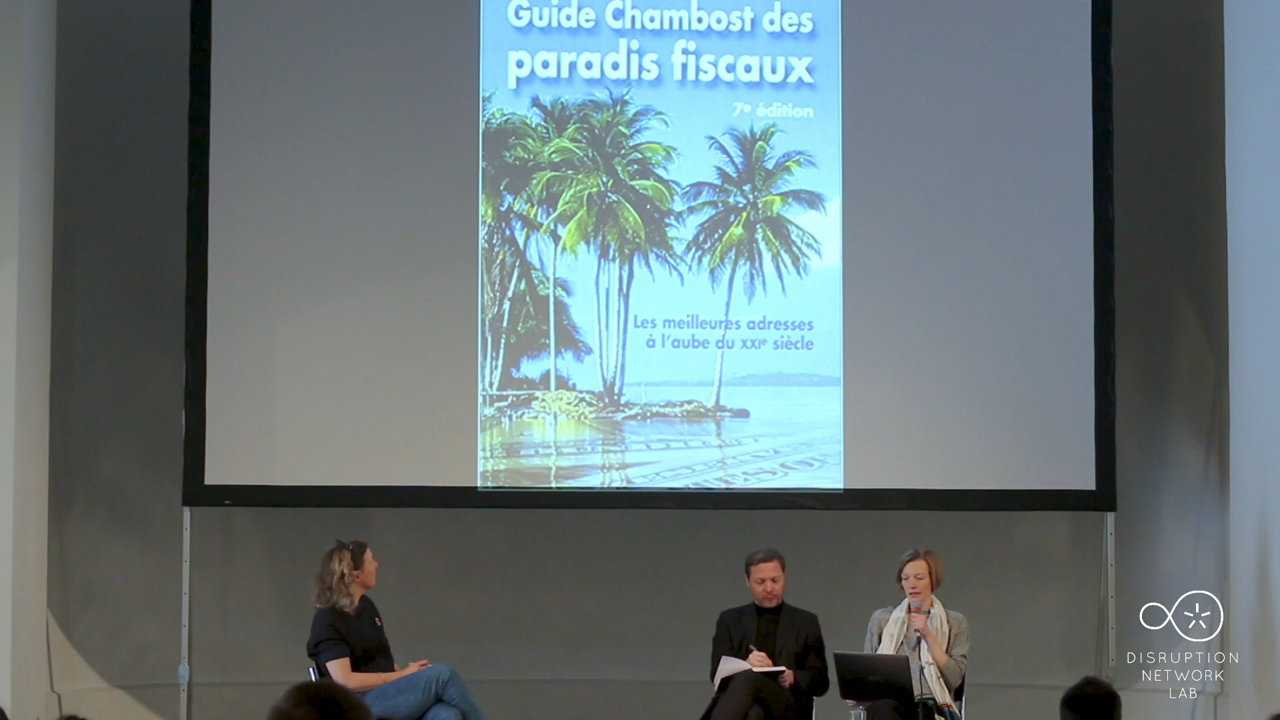 Guide Chambost des
paradis fiscaux
7e édition
Les meilleures adresses
à l'aube du XXIe siècle
DISRUPTION
NETWORK
LAB